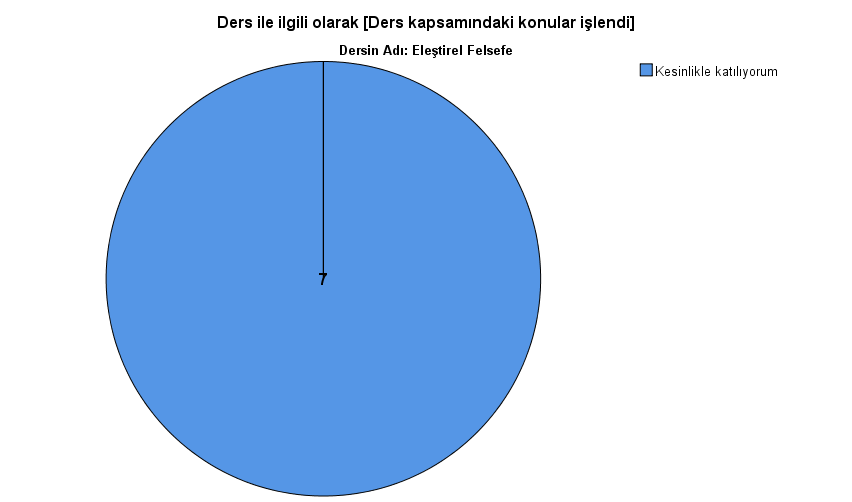 Ders ile ilgili olarak [Ders kapsamındaki konular işlendi]
Dersin Adı: Eleştirel Felsefe
Kesinlikle katılıyorum
7